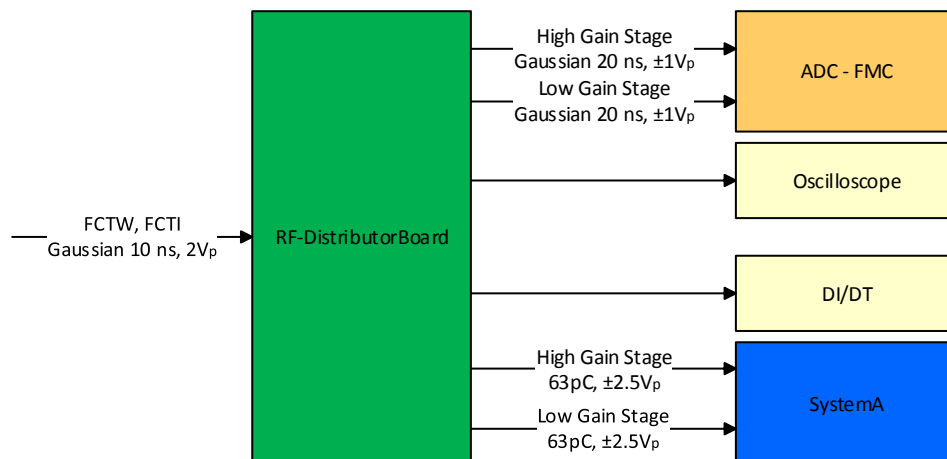 FCTW, FCTI
Gaussian 10 ns, 2Vp
RF-DistributorBoard
High Gain Stage
Gaussian 20 ns, ±1Vp
Low Gain Stage
Gaussian 20 ns, ±1Vp
ADC - FMC
Oscilloscope
DI/DT
High Gain Stage
63pC, ±2.5Vp
Low Gain Stage
63pC, ±2.5Vp
SystemA